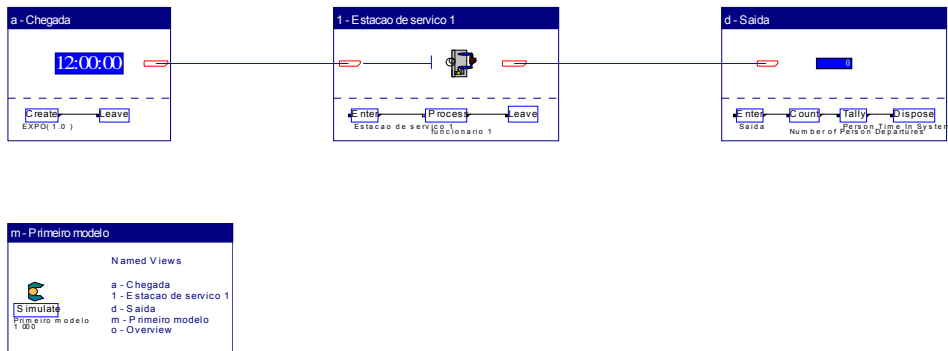 a - Chegada
12:00:00
Create Leave
EXPO( 1.0 )
1 - Estacao de servico 1
Enter Process Leave
Estacao de servico 1
funcionario 1
d - Saida
0
Enter Count Tally Dispose
Saida Person Time In System
Number of Person Departures
m - Primeiro modelo
Named Views
a - Chegada
1 - Estacao de servico 1
d - Saida
m - Primeiro modelo
o - Overview
Simulate
Primeiro modelo
1 000